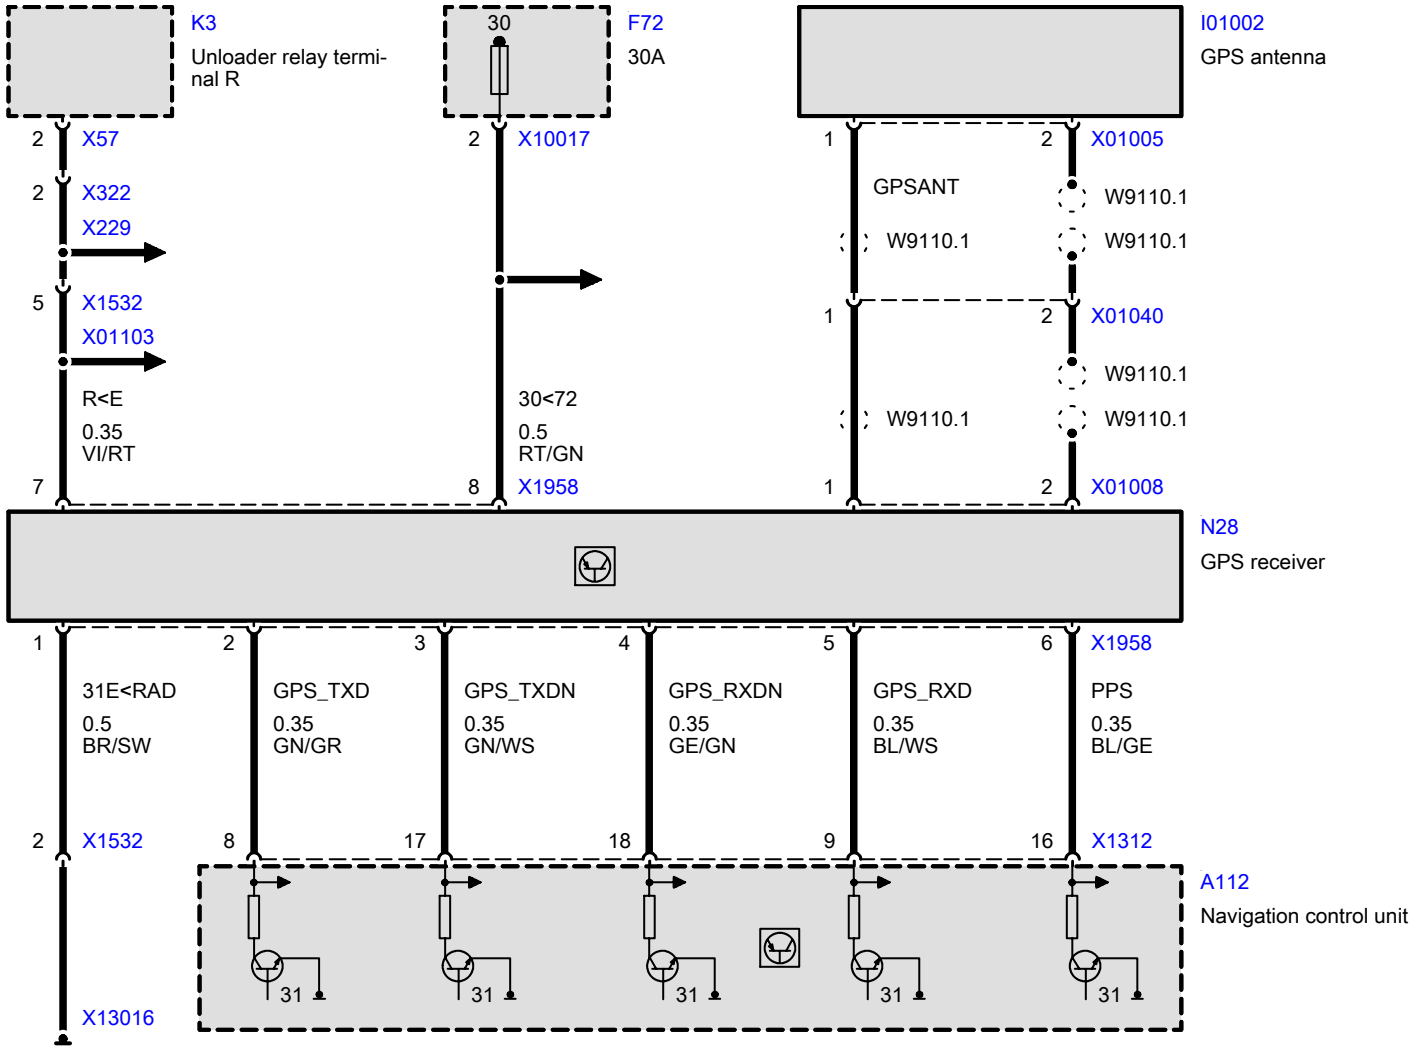 K3
Unloader relay termi-
nal R
30
F72
30A
I01002
GPS antenna
2 X57
2 X10017
1 2 X01005
2 X322
GPSANT
W9110.1
X229
W9110.1
W9110.1
5 X1532
1 2 X01040
X01103
W9110.1
R<E
0.35
VI/RT
30<72
0.5
RT/GN
W9110.1
W9110.1
7 8 X1958
1 2 X01008
N28
GPS receiver
1 2 3 4 5 6 X1958
31E<RAD
0.5
BR/SW
GPS_TXD
0.35
GN/GR
GPS_TXDN
0.35
GN/WS
GPS_RXDN
0.35
GE/GN
GPS_RXD
0.35
BL/WS
PPS
0.35
BL/GE
2 X1532
8 17 18 9 16 X1312
A112
Navigation control unit
31 31 31 31 31
X13016